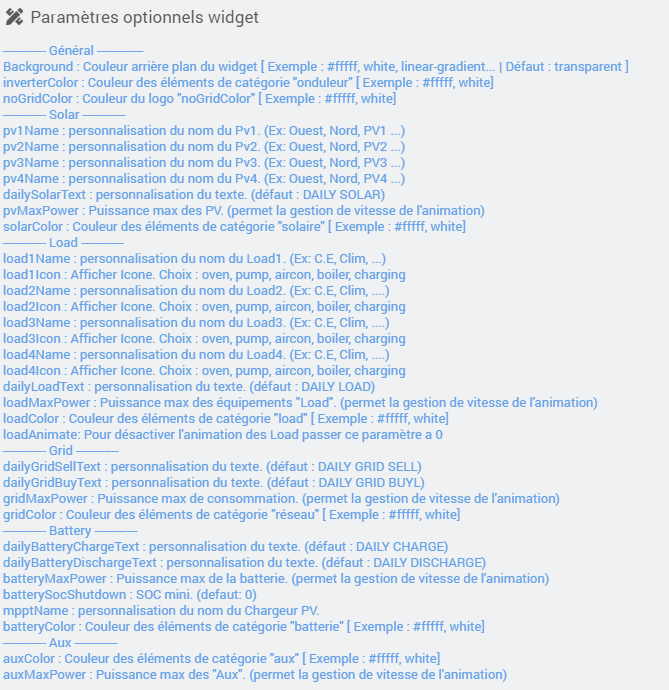 Paramètres optionnels widget
------------ Général -------------
Background : Couleur arrière plan du widget [ Exemple : #fffff, white, linear-gradient... | Défaut : transparent ]
inverterColor : Couleur des éléments de catégorie "onduleur" [ Exemple : #fffff, white]
noGridColor : Couleur du logo "noGridColor" [ Exemple : #fffff, white]
------------ Solar ------------
pv1Name : personnalisation du nom du Pv1. (Ex: Ouest, Nord, PV1 ...)
pv2Name : personnalisation du nom du Pv2. (Ex: Ouest, Nord, PV2 ...)
pv3Name : personnalisation du nom du Pv3. (Ex: Ouest, Nord, PV3 ...)
pv4Name : personnalisation du nom du Pv4. (Ex: Ouest, Nord, PV4 ...)
dailySolarText : personnalisation du texte. (défaut : DAILY SOLAR)
pvMaxPower : Puissance max des PV. (permet la gestion de vitesse de l'animation)
solarColor : Couleur des éléments de catégorie "solaire" [ Exemple : #fffff, white]
------------ Load ------------
load1Name : personnalisation du nom du Load1. (Ex: C.E, Clim, ...)
load1Icon : Afficher Icone. Choix : oven, pump, aircon, boiler, charging
load2Name : personnalisation du nom du Load2. (Ex: C.E, Clim, ....)
load2Icon : Afficher Icone. Choix : oven, pump, aircon, boiler, charging
load3Name : personnalisation du nom du Load3. (Ex: C.E, Clim, ....)
load3Icon : Afficher Icone. Choix : oven, pump, aircon, boiler, charging
load4Name : personnalisation du nom du Load4. (Ex: C.E, Clim, ....)
load4Icon : Afficher Icone. Choix : oven, pump, aircon, boiler, charging
dailyLoadText : personnalisation du texte. (défaut : DAILY LOAD)
loadMaxPower : Puissance max des équipements "Load". (permet la gestion de vitesse de l'animation)
loadColor : Couleur des éléments de catégorie "load" [ Exemple : #fffff, white]
loadAnimate: Pour désactiver l'animation des Load passer ce paramètre a 0
------------ Grid ------------
dailyGridSellText : personnalisation du texte. (défaut : DAILY GRID SELL)
dailyGridBuyText : personnalisation du texte. (défaut : DAILY GRID BUYL)
gridMaxPower : Puissance max de consommation. (permet la gestion de vitesse de l'animation)
gridColor : Couleur des éléments de catégorie "réseau" [ Exemple : #fffff, white]
------------ Battery ------------
dailyBatteryChargeText : personnalisation du texte. (défaut : DAILY CHARGE)
dailyBatteryDischargeText : personnalisation du texte. (défaut : DAILY DISCHARGE)
batteryMaxPower : Puissance max de la batterie. (permet la gestion de vitesse de l'animation)
batterySocShutdown : SOC mini. (defaut: 0)
mpptName : personnalisation du nom du Chargeur PV.
batteryColor : Couleur des éléments de catégorie "batterie" [ Exemple : #fffff, white]
------------ Aux ------------
auxColor : Couleur des éléments de catégorie "aux" [ Exemple : #fffff, white]
auxMaxPower : Puissance max des "Aux". (permet la gestion de vitesse de l'animation)